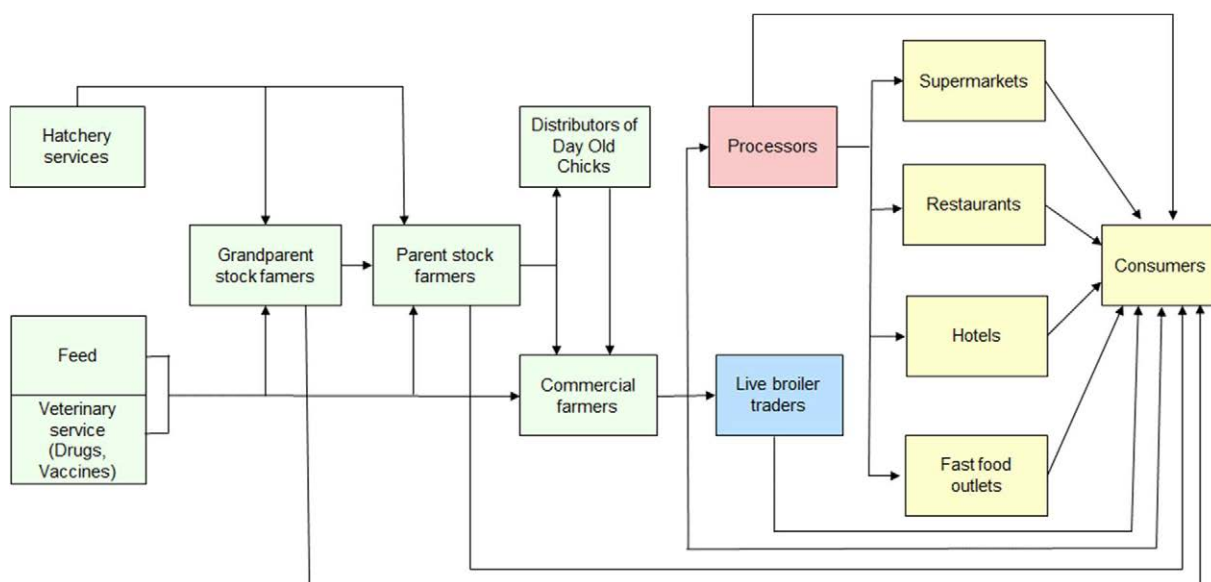 Hatchery
services
Distributors of
Day Old
Chicks
Processors
Supermarkets
Restaurants
Grandparent
stock famers
Parent stock
farmers
Consumers
Feed
Veterinary
service
(Drugs,
Vaccines)
Commercial
farmers
Live broiler
traders
Hotels
Fast food
outlets